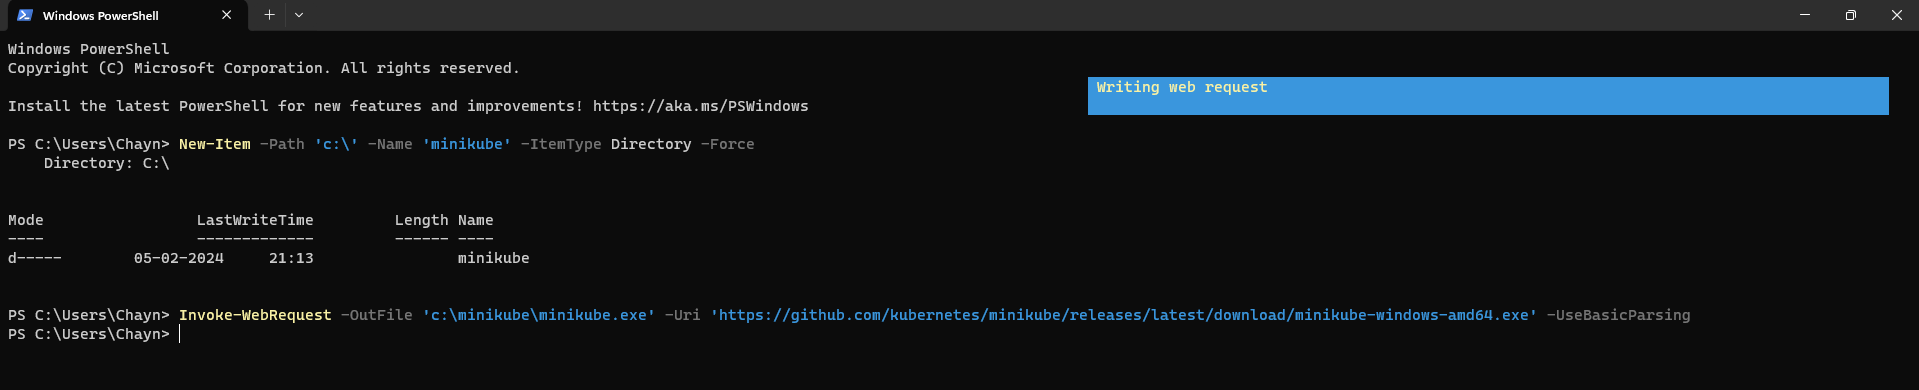 Windows PowerShell
Windows PowerShell
Copyright (C) Microsoft Corporation. All rights reserved.
Writing web request
Install the latest PowerShell for new features and improvements! https://aka.ms/PSWindows
PS C:\Users\Chayn> New-Item -Path 'c:\' -Name 'minikube' -ItemType Directory -Force
Directory: C:\
Mode LastWriteTime Length Name
---- ------------- ------ ----
d----- 05-02-2024 21:13 minikube
PS C:\Users\Chayn> Invoke-WebRequest -OutFile 'c:\minikube\minikube.exe' -Uri 'https://github.com/kubernetes/minikube/releases/latest/download/minikube-windows-amd64.exe' -UseBasicParsing
PS C:\Users\Chayn>